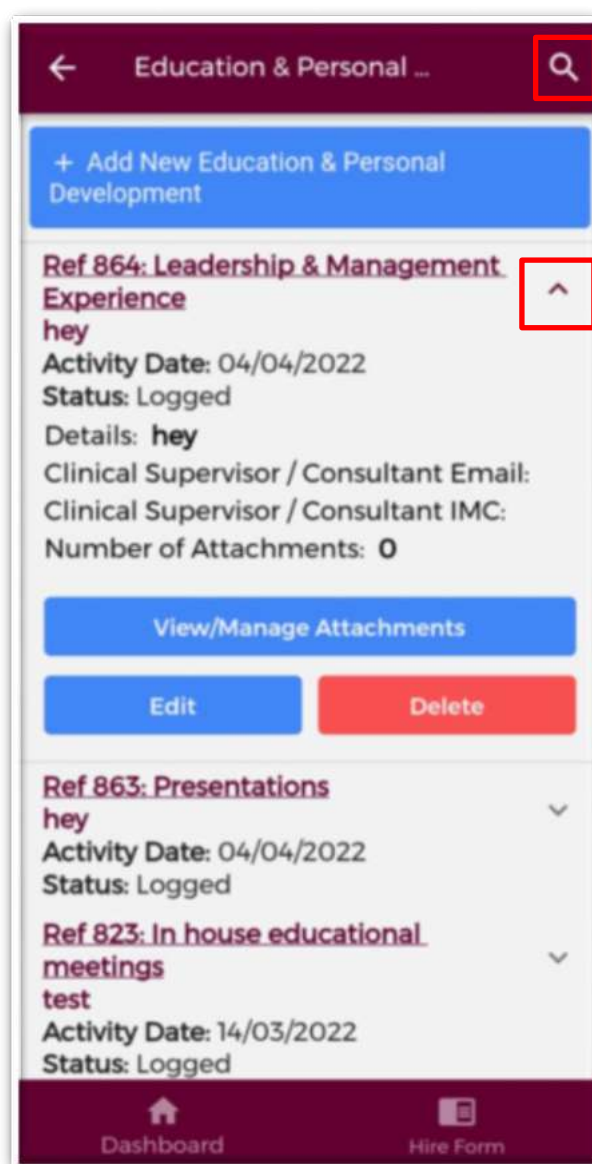 Education & Personal ...
+ Add New Education & Personal
Development
Ref 864: Leadership & Management
Experience
hey
Activity Date: 04/04/2022
Status: Logged
Details: hey
Clinical Supervisor / Consultant Email:
Clinical Supervisor / Consultant IMC:
Number of Attachments: 0
View/Manage Attachments
Edit Delete
Ref 863: Presentations
hey
Activity Date: 04/04/2022
Status: Logged
Ref 823: In house educational
meetings
test
Activity Date: 14/03/2022
Status: Logged
Dashboard Hire Form